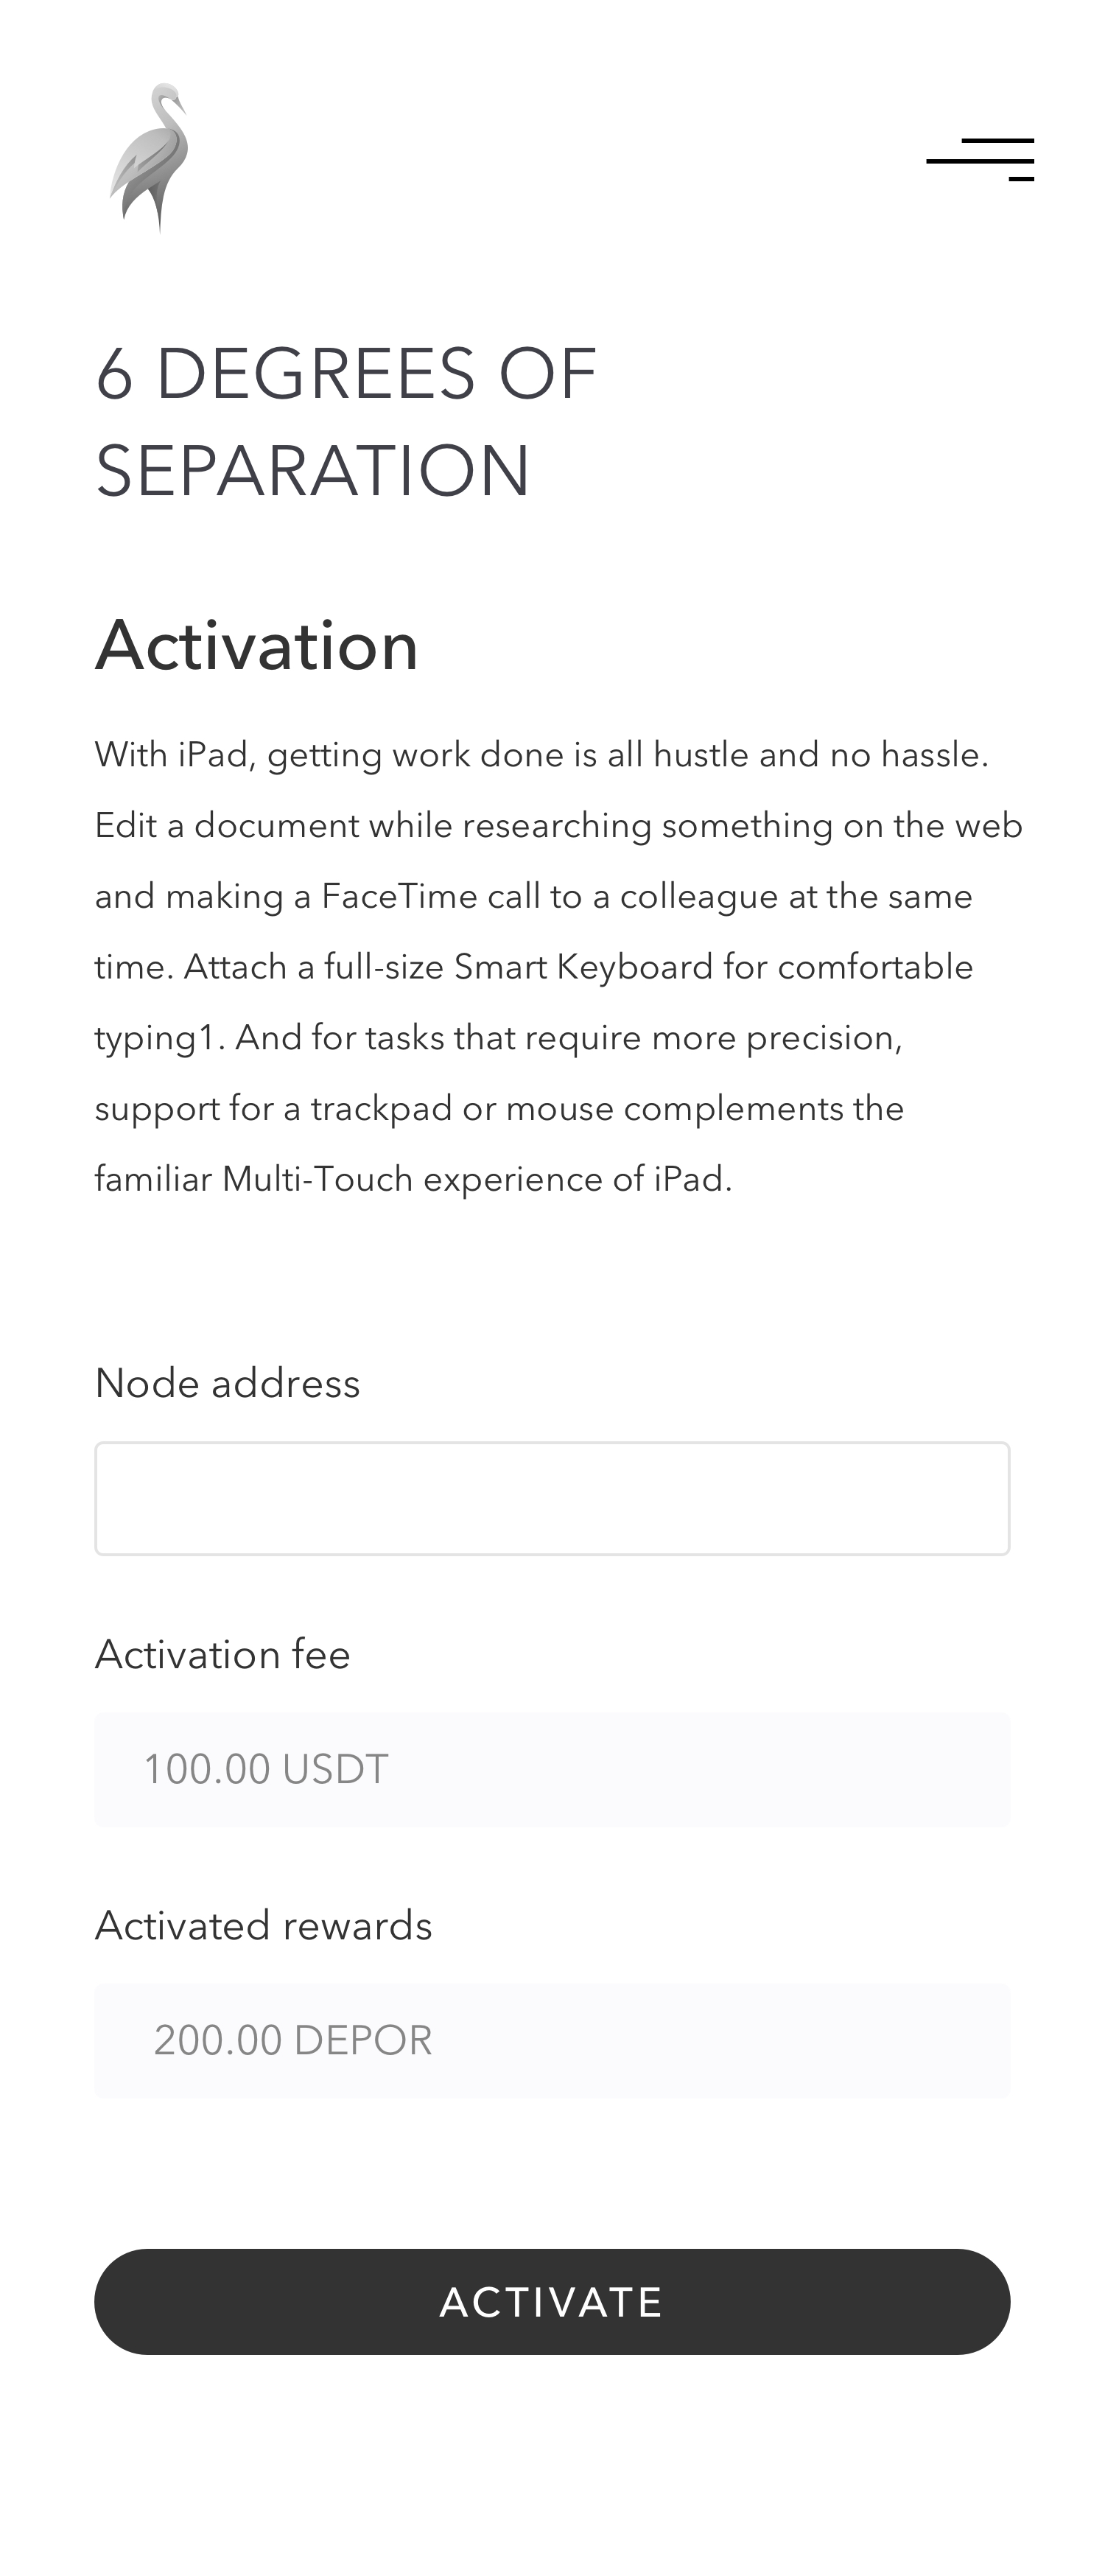 6 DEGREES OF
SEPARATION
Activation
With iPad, getting work done is all hustle and no hassle.
Edit a document while researching something on the web
and making a FaceTime call to a colleague at the same
time. Attach a full-size Smart Keyboard for comfortable
typing1. And for tasks that require more precision,
support for a trackpad or mouse complements the
familiar Multi-Touch experience of iPad.
Node address
Activation fee
100.00 USDT
Activated rewards
200.00 DEPOR
ACTIVATE